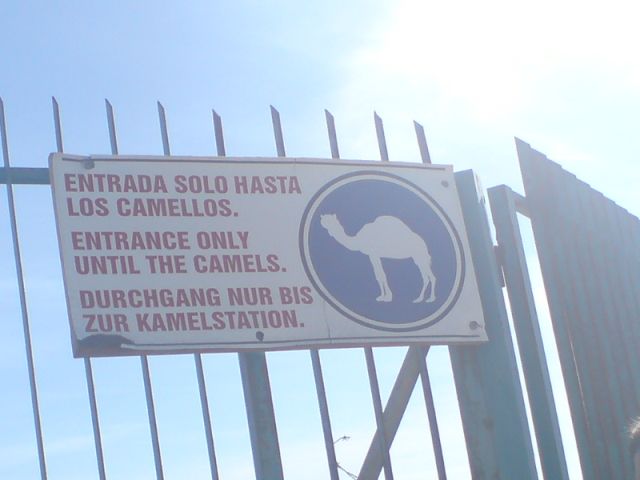 ENTRADA SOLO HASTA
LOS CAMELLOS.
ENTRANCE ONLY
UNTIL THE CAMELS.
DURCHGANG NUR BIS
ZUR KAMELSTATION.